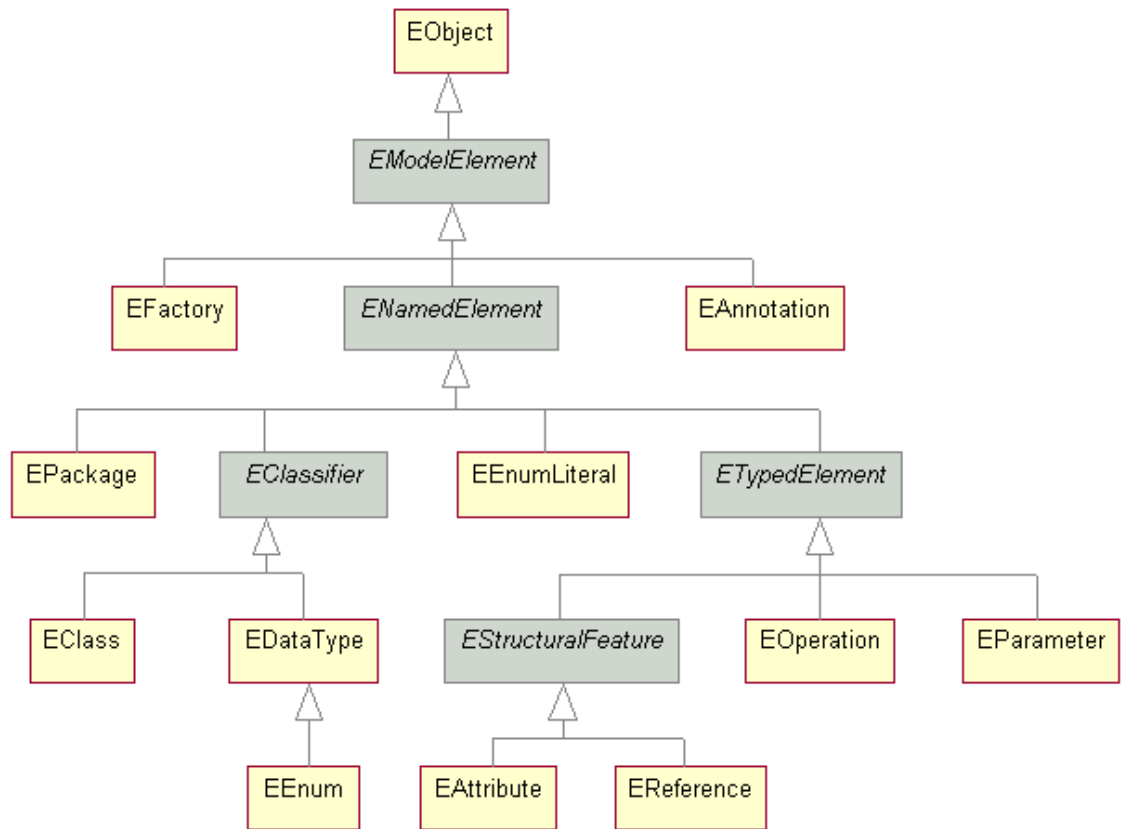 EObject
EModelElement
EFactory
ENamedElement
EAnnotation
EPackage
EClassifier
EEnumLiteral
ETypedElement
EClass
EDataType
EStructuralFeature
EOperation
EParameter
EEnum
EAttribute
EReference